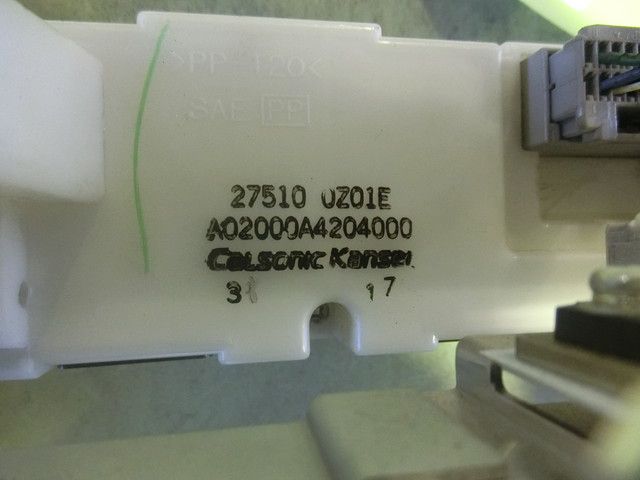 >PP T20<
SAE PP
27510 0Z01E
A02000A4204000
Calsonic Kansei
3 17